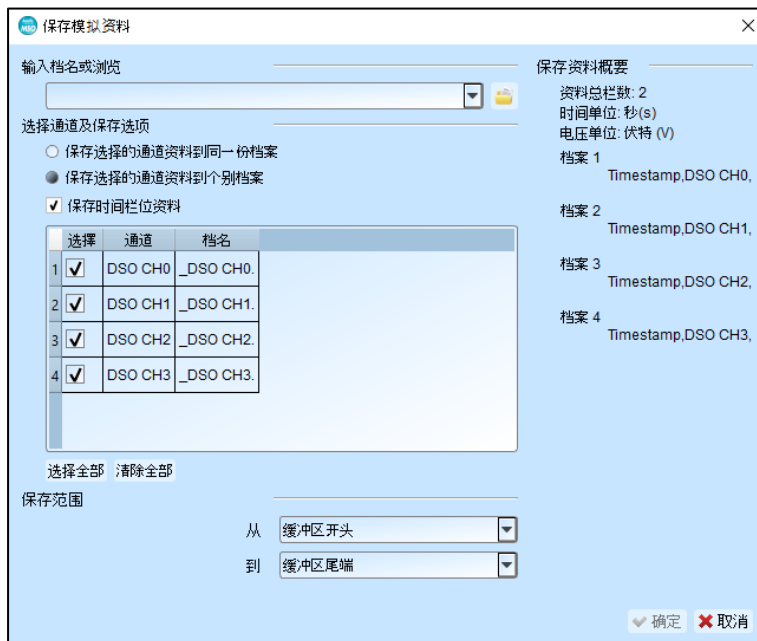 保存模拟资料
输入档名或浏览
选择通道及保存选项
保存选择的通道资料到同一份档案
保存选择的通道资料到个别档案
保存时间栏位资料
选择 通道 档名
1 DSO CH0 _DSO CH0.
2 DSO CH1 _DSO CH1.
3 DSO CH2 _DSO CH2.
4 DSO CH3 _DSO CH3.
选择全部 清除全部
保存范围
从 缓冲区开头
到 缓冲区尾端
保存资料概要
资料总栏数: 2
时间单位: 秒(s)
电压单位: 伏特 (V)
档案 1
Timestamp,DSO CH0,
档案 2
Timestamp,DSO CH1,
档案 3
Timestamp,DSO CH2,
档案 4
Timestamp,DSO CH3,
确定 取消